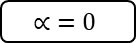 ∝ = 0